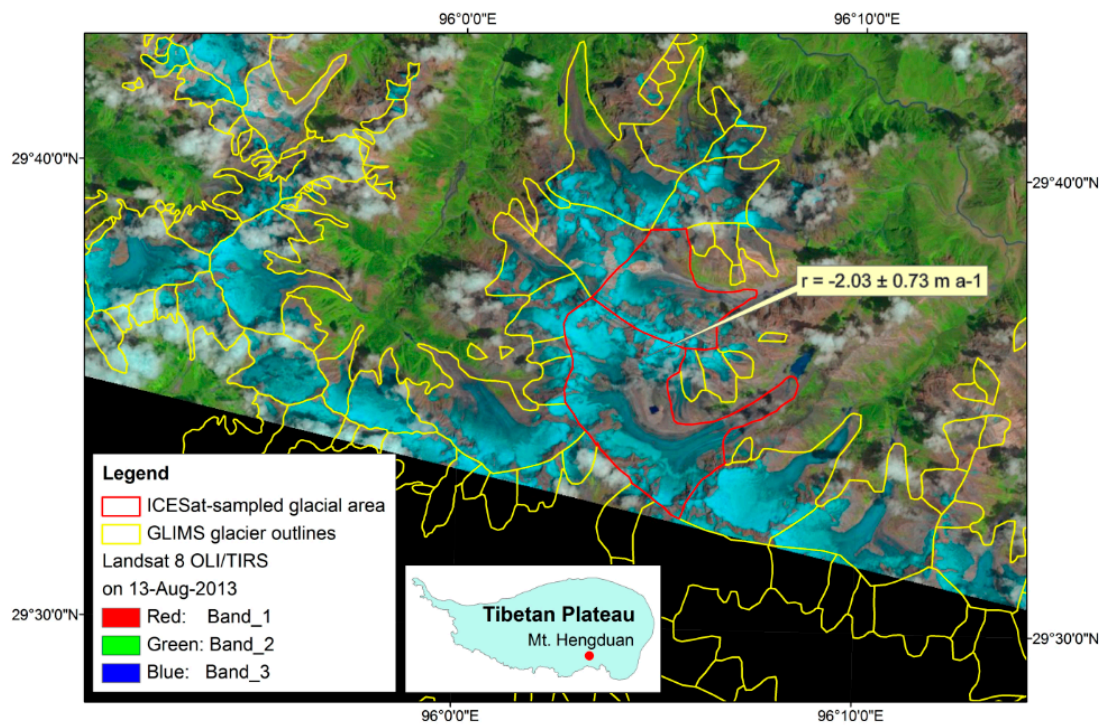 96°0'0"E
96°10'0"E
29°40'0"N
29°40'0"N
r = -2.03 ± 0.73 m a-1
Legend
ICESat-sampled glacial area
GLIMS glacier outlines
Landsat 8 OLI/TIRS
on 13-Aug-2013
Red: Band_1
Green: Band_2
Blue: Band_3
Tibetan Plateau
Mt. Hengduan
29°30'0"N
29°30'0"N
96°0'0"E
96°10'0"E